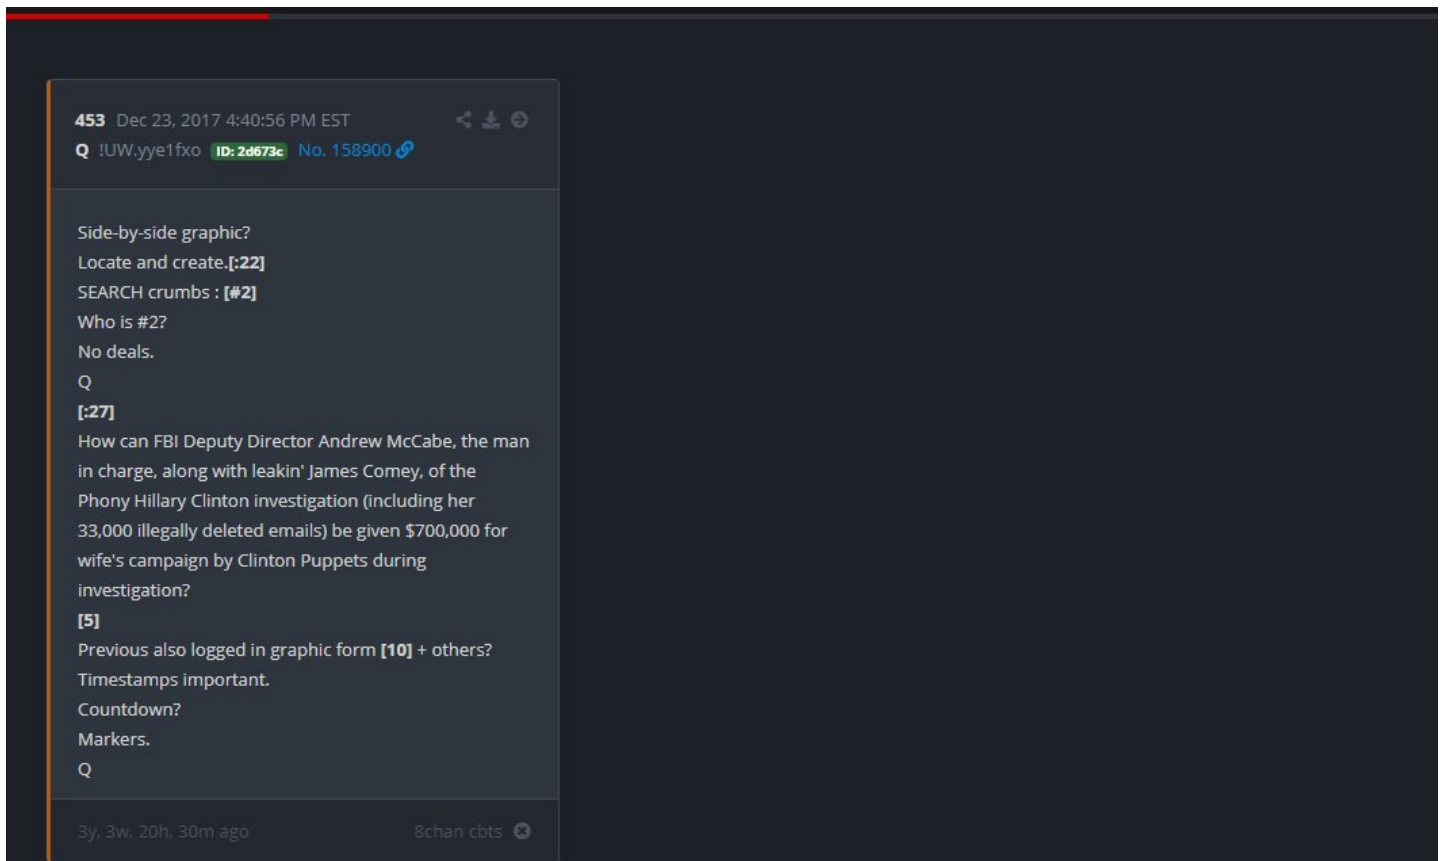 453 Dec 23, 2017 4:40:56 PM EST
Q !UW.yye1fxo ID: 2d673c No. 158900
Side-by-side graphic?
Locate and create.[:22]
SEARCH crumbs : [#2]
Who is #2?
No deals.
Q
[:27]
How can FBI Deputy Director Andrew McCabe, the man
in charge, along with leakin' James Comey, of the
Phony Hillary Clinton investigation (including her
33,000 illegally deleted emails) be given $700,000 for
wife's campaign by Clinton Puppets during
investigation?
[5]
Previous also logged in graphic form [10] + others?
Timestamps important.
Countdown?
Markers.
Q
3y, 3w, 20h, 30m ago 8chan cbts